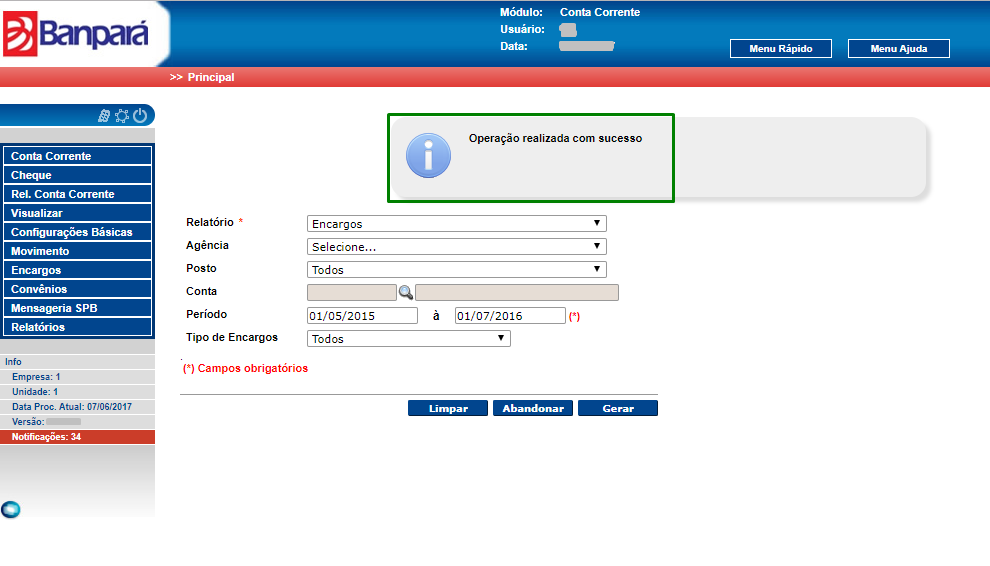 Banpará
Módulo: Conta Corrente
Usuário:
Data:
Menu Rápido
Menu Ajuda
>> Principal
Conta Corrente
Cheque
Rel. Conta Corrente
Visualizar
Configurações Básicas
Movimento
Encargos
Convênios
Mensageria SPB
Relatórios
Info
Empresa: 1
Unidade: 1
Data Proc. Atual: 07/06/2017
Versão:
Notificações: 34
Operação realizada com sucesso
Relatório * Encargos
Agência Selecione...
Posto Todos
Conta
Período 01/05/2015 à 01/07/2016 (*)
Tipo de Encargos Todos
(*) Campos obrigatórios
Limpar Abandonar Gerar